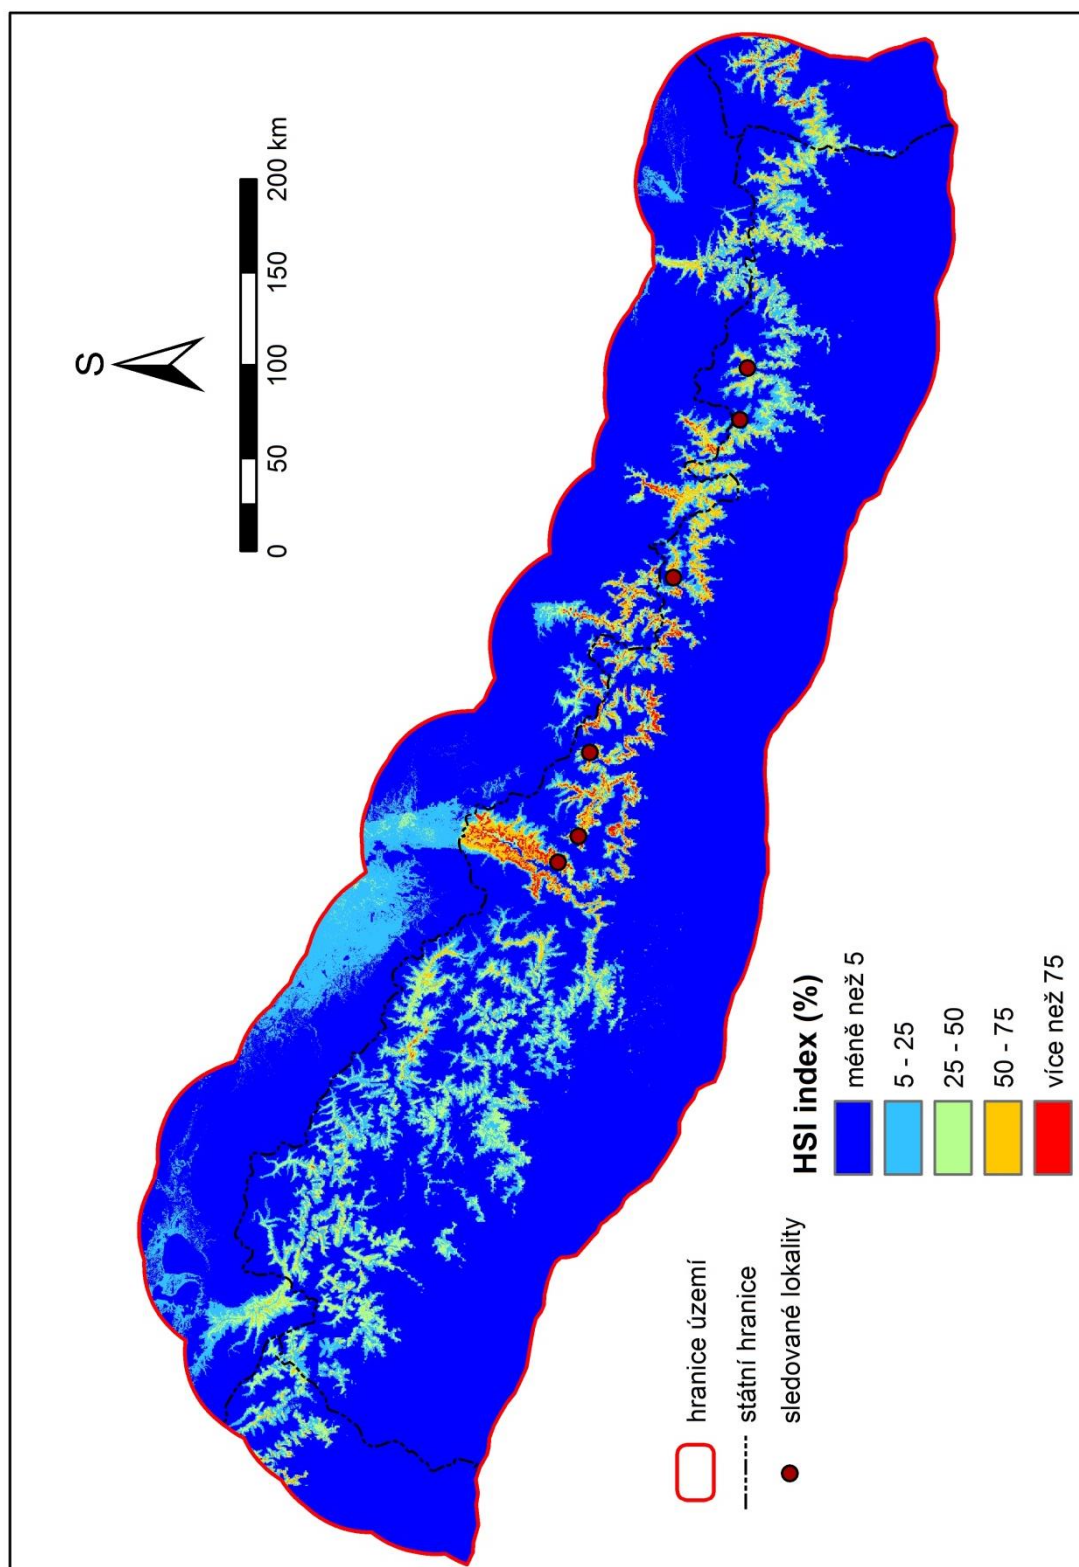 S
0 50 100 150 200 km
hranice území
státní hranice
sledované lokality
HSI index (%)
méně než 5
5 - 25
25 - 50
50 - 75
více než 75